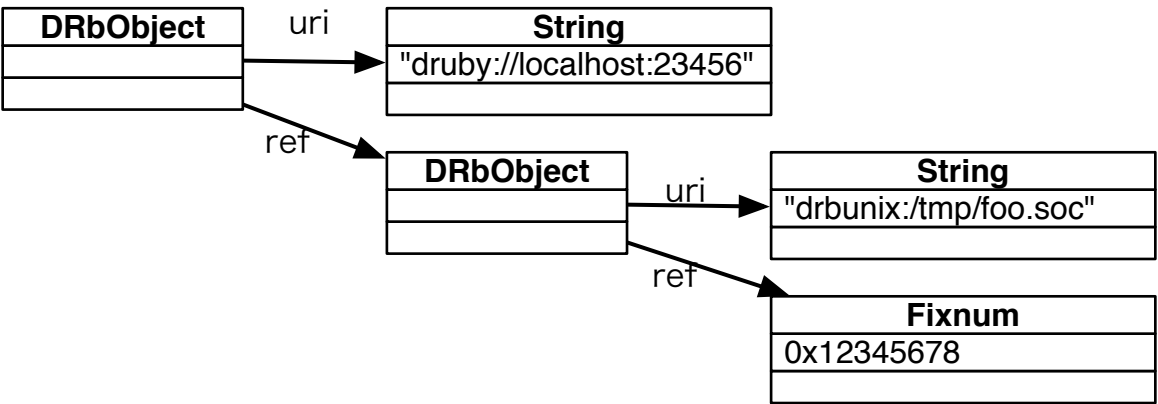 DRbObject
uri
String
"druby://localhost:23456"
ref
DRbObject
uri
String
"drbunix:/tmp/foo.soc"
ref
Fixnum
0x12345678